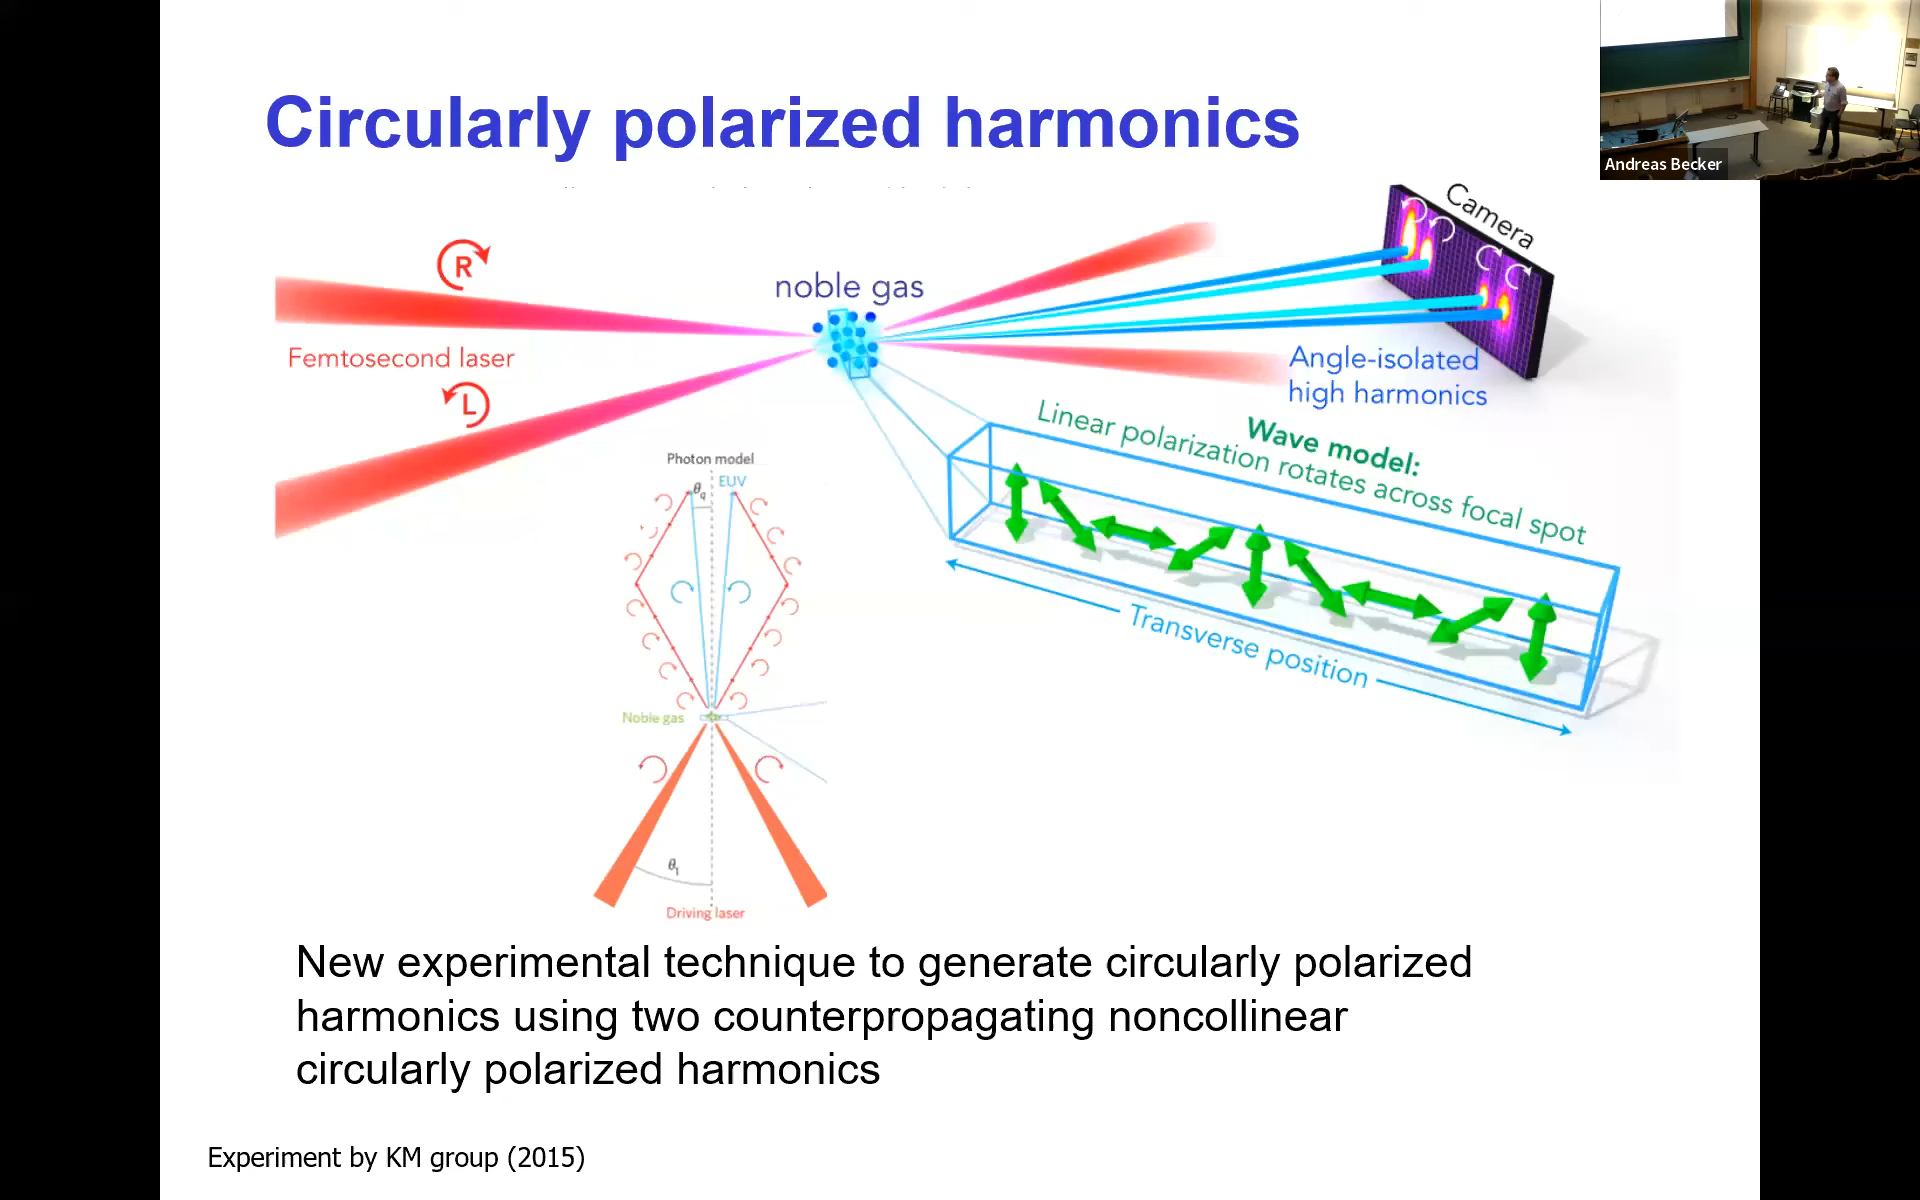 Circularly polarized harmonics
Andreas Becker
Camera
R
noble gas
Femtosecond laser
L
Angle-isolated
high harmonics
Wave model:
Linear polarization rotates across focal spot
Transverse position
Photon model
θq
EUV
Noble gas
θ1
Driving laser
New experimental technique to generate circularly polarized
harmonics using two counterpropagating noncollinear
circularly polarized harmonics
Experiment by KM group (2015)